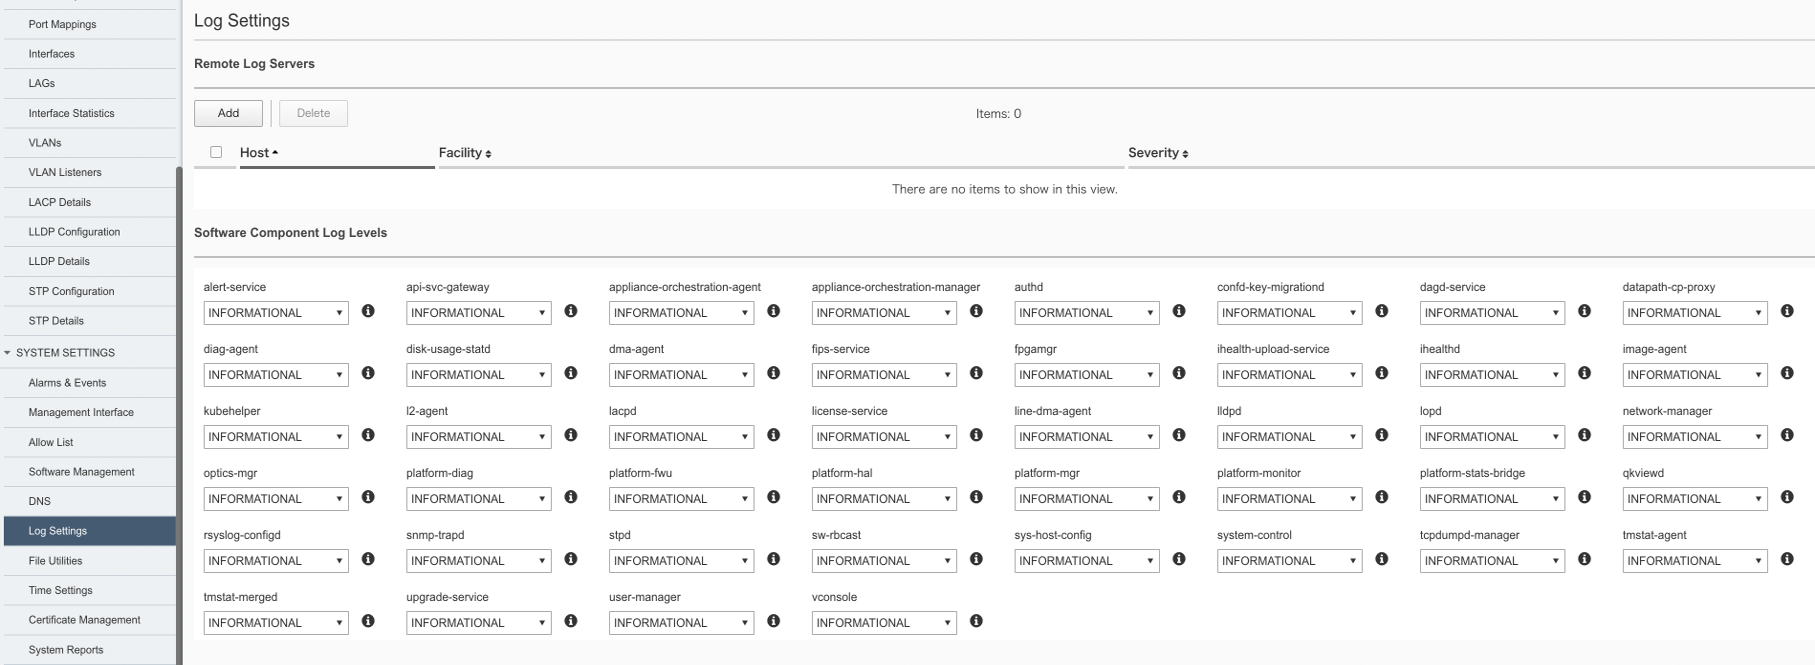 Port Mappings
Interfaces
LAGs
Interface Statistics
VLANs
VLAN Listeners
LACP Details
LLDP Configuration
LLDP Details
STP Configuration
STP Details
SYSTEM SETTINGS
Alarms & Events
Management Interface
Allow List
Software Management
DNS
Log Settings
File Utilities
Time Settings
Certificate Management
System Reports
Log Settings
Remote Log Servers
Add Delete Items: 0
Host Facility Severity
There are no items to show in this view.
Software Component Log Levels
alert-service api-svc-gateway appliance-orchestration-agent appliance-orchestration-manager authd confd-key-migrationd dagd-service datapath-cp-proxy
INFORMATIONAL INFORMATIONAL INFORMATIONAL INFORMATIONAL INFORMATIONAL INFORMATIONAL INFORMATIONAL INFORMATIONAL
diag-agent disk-usage-statd dma-agent fips-service fpgamgr ihealth-upload-service ihealthd image-agent
INFORMATIONAL INFORMATIONAL INFORMATIONAL INFORMATIONAL INFORMATIONAL INFORMATIONAL INFORMATIONAL INFORMATIONAL
kubehelper l2-agent lacpd license-service line-dma-agent lldpd lopd network-manager
INFORMATIONAL INFORMATIONAL INFORMATIONAL INFORMATIONAL INFORMATIONAL INFORMATIONAL INFORMATIONAL INFORMATIONAL
optics-mgr platform-diag platform-fwu platform-hal platform-mgr platform-monitor platform-stats-bridge qkviewd
INFORMATIONAL INFORMATIONAL INFORMATIONAL INFORMATIONAL INFORMATIONAL INFORMATIONAL INFORMATIONAL INFORMATIONAL
rsyslog-configd snmp-trapd stpd sw-rbcast sys-host-config system-control tcpdumpd-manager tmstat-agent
INFORMATIONAL INFORMATIONAL INFORMATIONAL INFORMATIONAL INFORMATIONAL INFORMATIONAL INFORMATIONAL INFORMATIONAL
tmstat-merged upgrade-service user-manager vconsole
INFORMATIONAL INFORMATIONAL INFORMATIONAL INFORMATIONAL